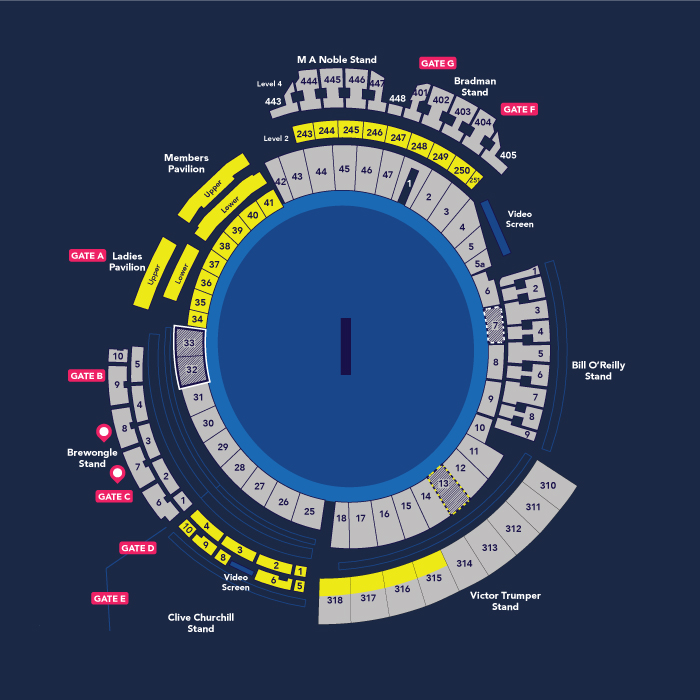 M A Noble Stand
GATE G
Level 4
444 445 446 447
443
448
401 402 403 404
405
Bradman
Stand
GATE F
Level 2
243 244 245 246 247 248 249 250 251
Members
Pavilion
Upper
Lower
42 43 44 45 46 47 1 2 3 4 5 5a
Video
Screen
GATE A
Ladies
Pavilion
Upper
Lower
41 40 39 38 37 36 35 34
33
32
31 30 29 28 27 26 25
6 7 8 9 10 11 12 13 14 15 16 17 18
1 2 3 4 5 6 7 8 9
Bill O'Reilly
Stand
10 5
GATE B
9 4
8 3
Brewongle
Stand
7 2
GATE C
6 1
GATE D
GATE E
4 3 2 1
10 9 8 6 5
Video
Screen
Clive Churchill
Stand
310
311
312
313
314
315
316
317
318
Victor Trumper
Stand